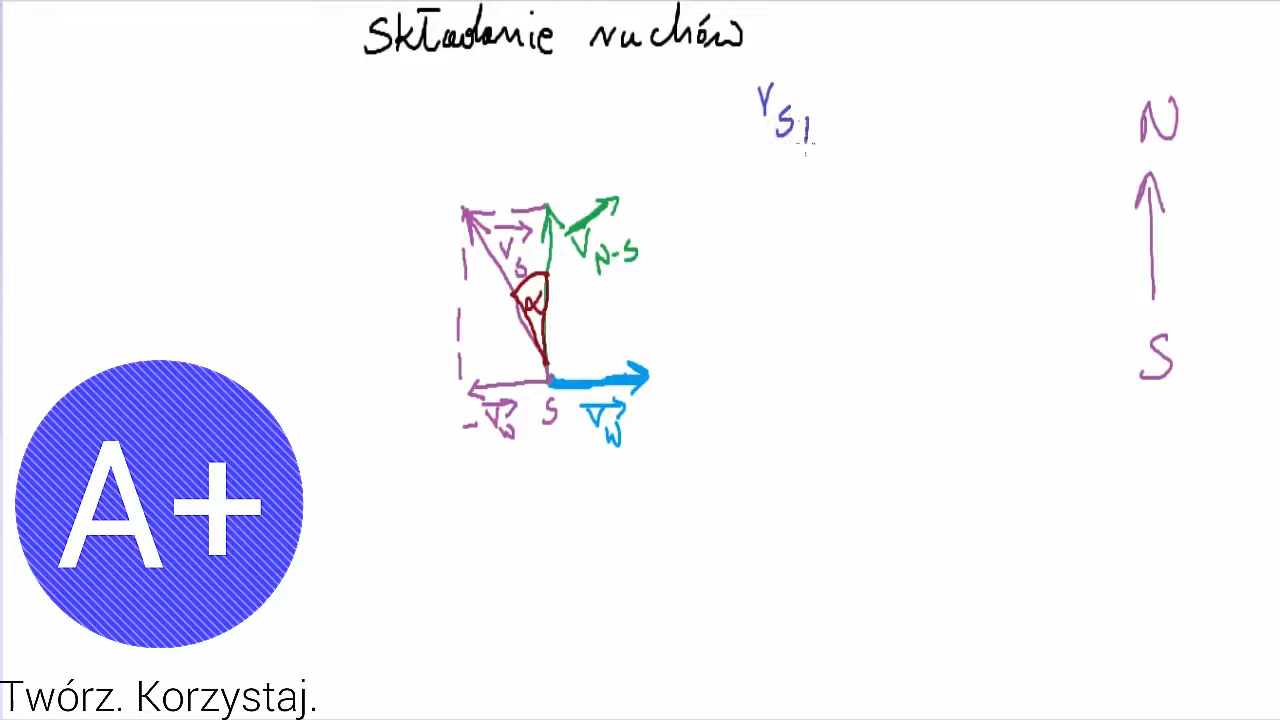 Składanie ruchów
V S
N
V S
V N-S
α
S
-V W
S
V W
A+
Twórz. Korzystaj.